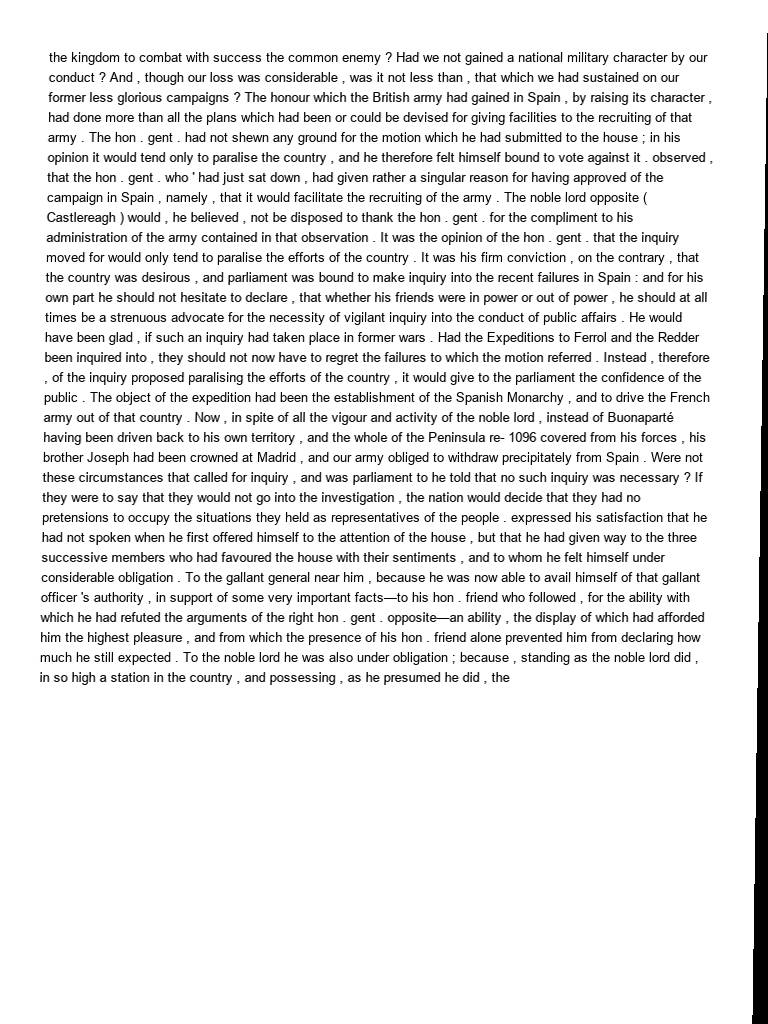 the kingdom to combat with success the common enemy ? Had we not gained a national military character by our
conduct ? And , though our loss was considerable , was it not less than , that which we had sustained on our
former less glorious campaigns ? The honour which the British army had gained in Spain , by raising its character ,
had done more than all the plans which had been or could be devised for giving facilities to the recruiting of that
army . The hon . gent . had not shewn any ground for the motion which he had submitted to the house ; in his
opinion it would tend only to paralise the country , and he therefore felt himself bound to vote against it . observed ,
that the hon . gent . who ' had just sat down , had given rather a singular reason for having approved of the
campaign in Spain , namely , that it would facilitate the recruiting of the army . The noble lord opposite (
Castlereagh ) would , he believed , not be disposed to thank the hon . gent . for the compliment to his
administration of the army contained in that observation . It was the opinion of the hon . gent . that the inquiry
moved for would only tend to paralise the efforts of the country . It was his firm conviction , on the contrary , that
the country was desirous , and parliament was bound to make inquiry into the recent failures in Spain : and for his
own part he should not hesitate to declare , that whether his friends were in power or out of power , he should at all
times be a strenuous advocate for the necessity of vigilant inquiry into the conduct of public affairs . He would
have been glad , if such an inquiry had taken place in former wars . Had the Expeditions to Ferrol and the Redder
been inquired into , they should not now have to regret the failures to which the motion referred . Instead , therefore
, of the inquiry proposed paralising the efforts of the country , it would give to the parliament the confidence of the
public . The object of the expedition had been the establishment of the Spanish Monarchy , and to drive the French
army out of that country . Now , in spite of all the vigour and activity of the noble lord , instead of Buonaparté
having been driven back to his own territory , and the whole of the Peninsula re- 1096 covered from his forces , his
brother Joseph had been crowned at Madrid , and our army obliged to withdraw precipitately from Spain . Were not
these circumstances that called for inquiry , and was parliament to he told that no such inquiry was necessary ? If
they were to say that they would not go into the investigation , the nation would decide that they had no
pretensions to occupy the situations they held as representatives of the people . expressed his satisfaction that he
had not spoken when he first offered himself to the attention of the house , but that he had given way to the three
successive members who had favoured the house with their sentiments , and to whom he felt himself under
considerable obligation . To the gallant general near him , because he was now able to avail himself of that gallant
officer 's authority , in support of some very important facts—to his hon . friend who followed , for the ability with
which he had refuted the arguments of the right hon . gent . opposite—an ability , the display of which had afforded
him the highest pleasure , and from which the presence of his hon . friend alone prevented him from declaring how
much he still expected . To the noble lord he was also under obligation ; because , standing as the noble lord did ,
in so high a station in the country , and possessing , as he presumed he did , the